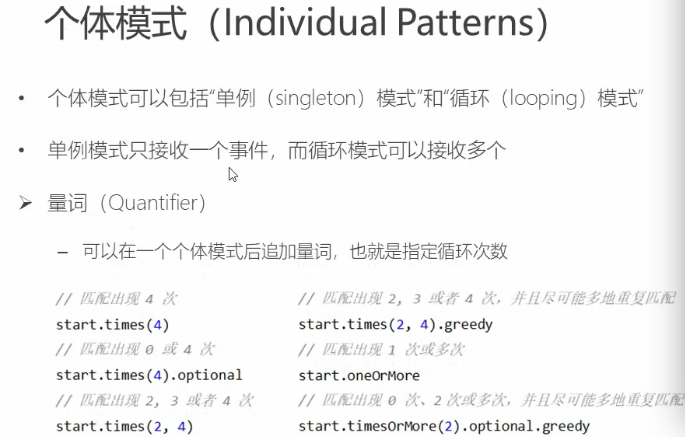 个体模式（Individual Patterns）
• 个体模式可以包括“单例（singleton）模式”和“循环（looping）模式”
• 单例模式只接收一个事件，而循环模式可以接收多个
➢ 量词（Quantifier）
– 可以在一个个体模式后追加量词，也就是指定循环次数
// 匹配出现 4 次
start.times(4)
// 匹配出现 0 或 4 次
start.times(4).optional
// 匹配出现 2, 3 或者 4 次
start.times(2, 4)
// 匹配出现 2, 3 或者 4 次，并且尽可能多地重复匹配
start.times(2, 4).greedy
// 匹配出现 1 次或多次
start.oneOrMore
// 匹配出现 0 次、2 次或多次，并且尽可能多地重复匹配
start.timesOrMore(2).optional.greedy